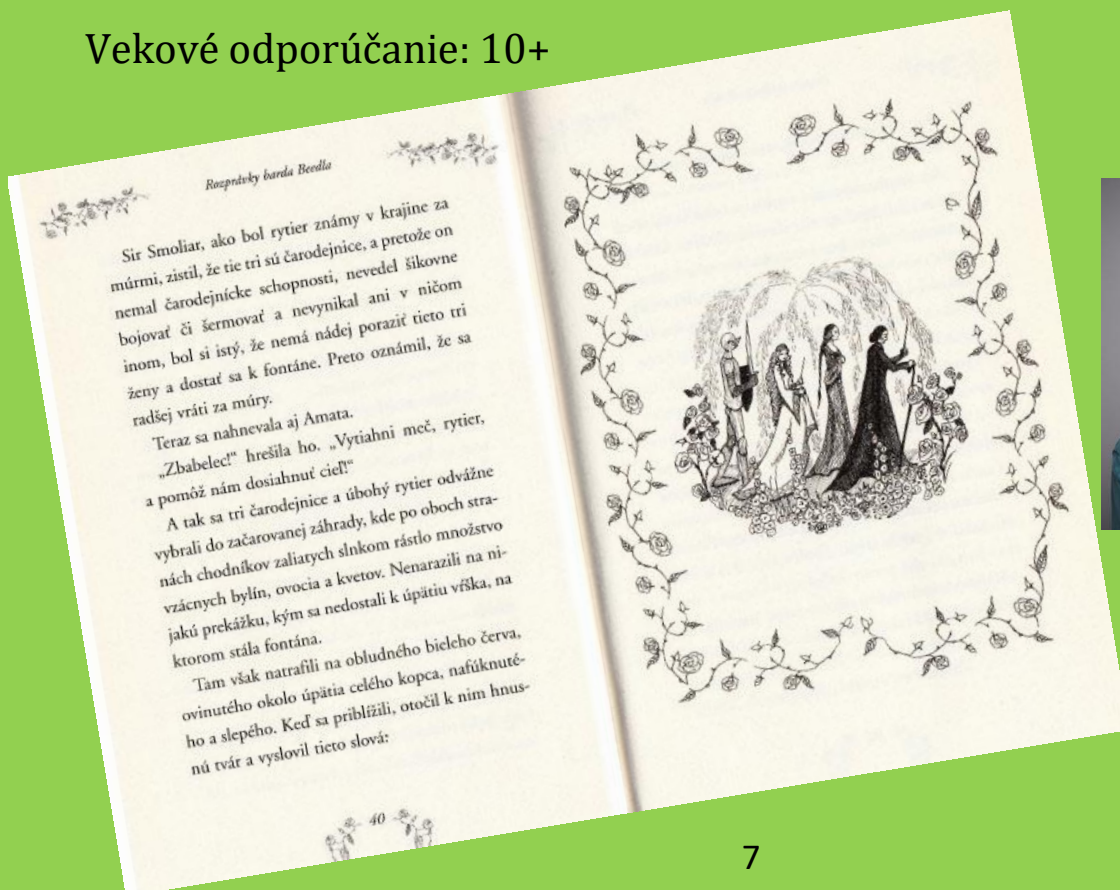 Vekové odporúčanie: 10+
Rozprávky barda Beedla
Sir Smoliar, ako bol rytier známy v krajine za
múrmi, zistil, že tie tri sú čarodejnice, a pretože on
nemal čarodejnícke schopnosti, nevedel šikovne
bojovať či šermovať a nevynikal ani v ničom
inom, bol si istý, že nemá nádej poraziť tieto tri
ženy a dostať sa k fontáne. Preto oznámil, že sa
radšej vráti za múry.
Teraz sa nahnevala aj Amata.
„Zbabelec!“ hrešila ho. „Vytiahni meč, rytier,
a pomôž nám dosiahnuť cieľ!“
A tak sa tri čarodejnice a úbohý rytier odvážne
vybrali do začarovanej záhrady, kde po oboch stra-
nách chodníkov zaliatych slnkom rástlo množstvo
vzácnych bylín, ovocia a kvetov. Nenarazili na ni-
jakú prekážku, kým sa nedostali k úpätiu vŕška, na
ktorom stála fontána.
Tam však natrafili na obludného bieleho červa,
ovinutého okolo úpätia celého kopca, nafúknuté-
ho a slepého. Keď sa priblížili, otočil k nim hnus-
nú tvár a vyslovil tieto slová:
40
7